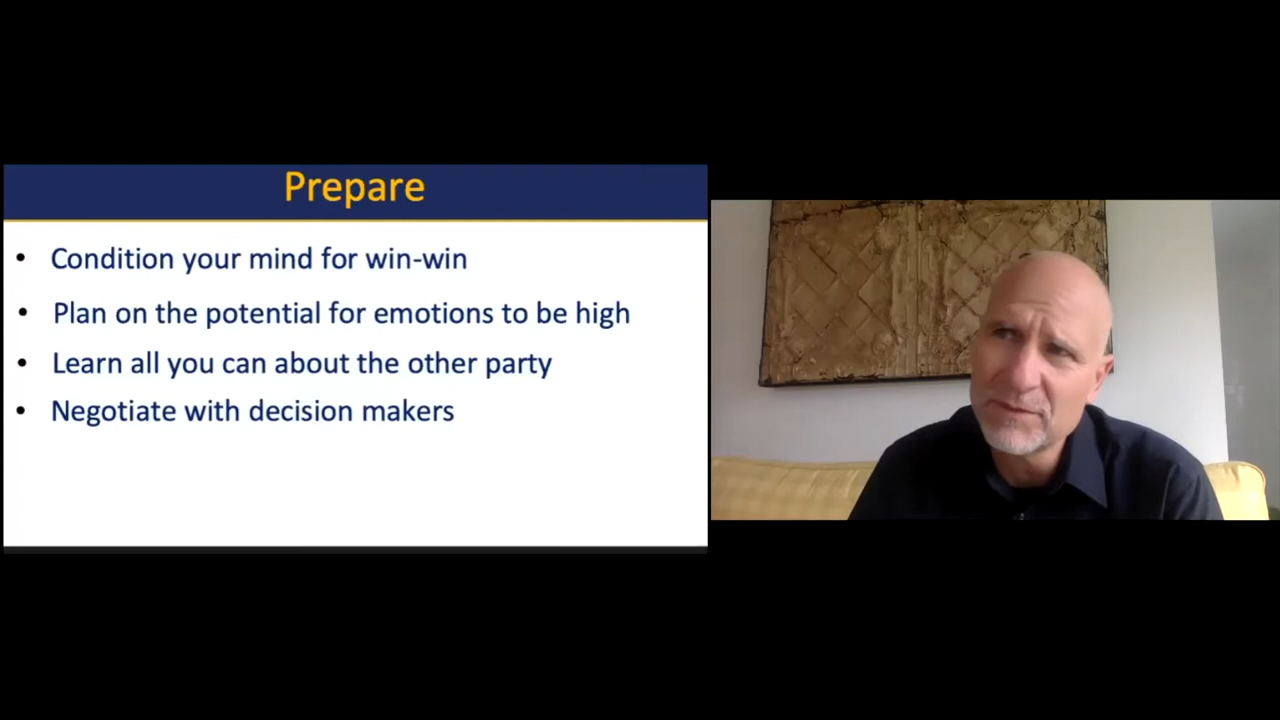 Prepare
• Condition your mind for win-win
• Plan on the potential for emotions to be high
• Learn all you can about the other party
• Negotiate with decision makers